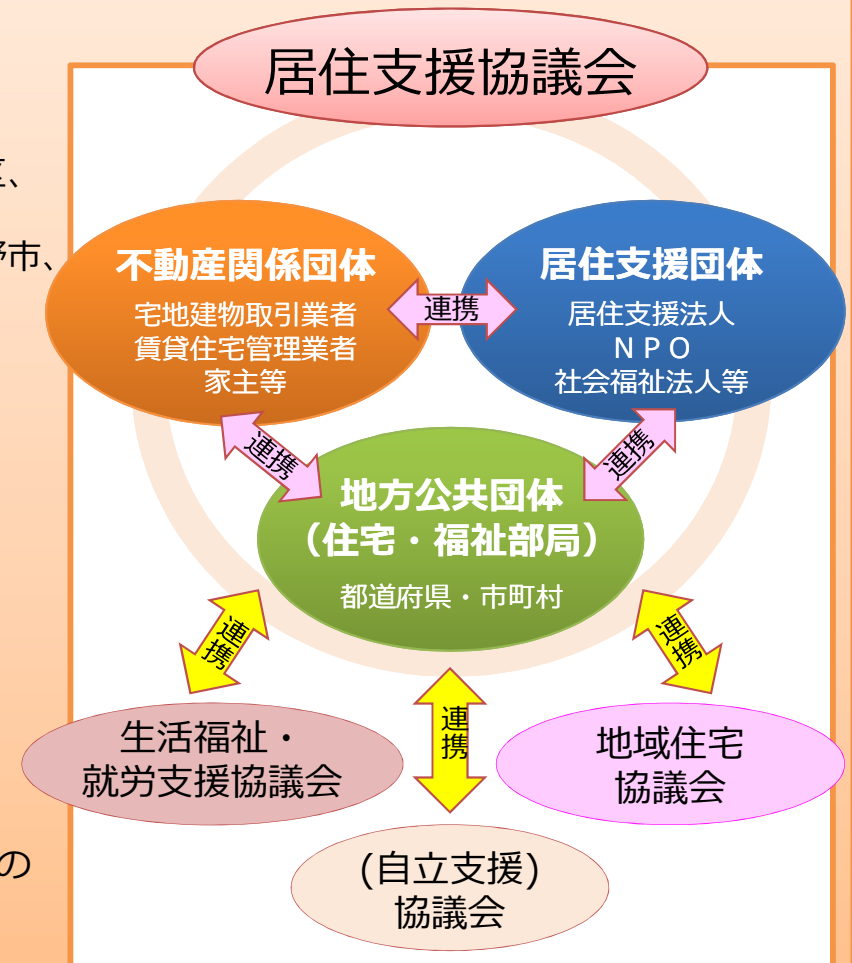 居住支援協議会
区、
野市、
不動産関係団体
宅地建物取引業者
賃貸住宅管理業者
家主等
連携
居住支援団体
居住支援法人
ＮＰＯ
社会福祉法人等
連携
連携
地方公共団体
（住宅・福祉部局）
都道府県・市町村
連携
連携
連携
生活福祉・
就労支援協議会
地域住宅
協議会
の
(自立支援)
協議会